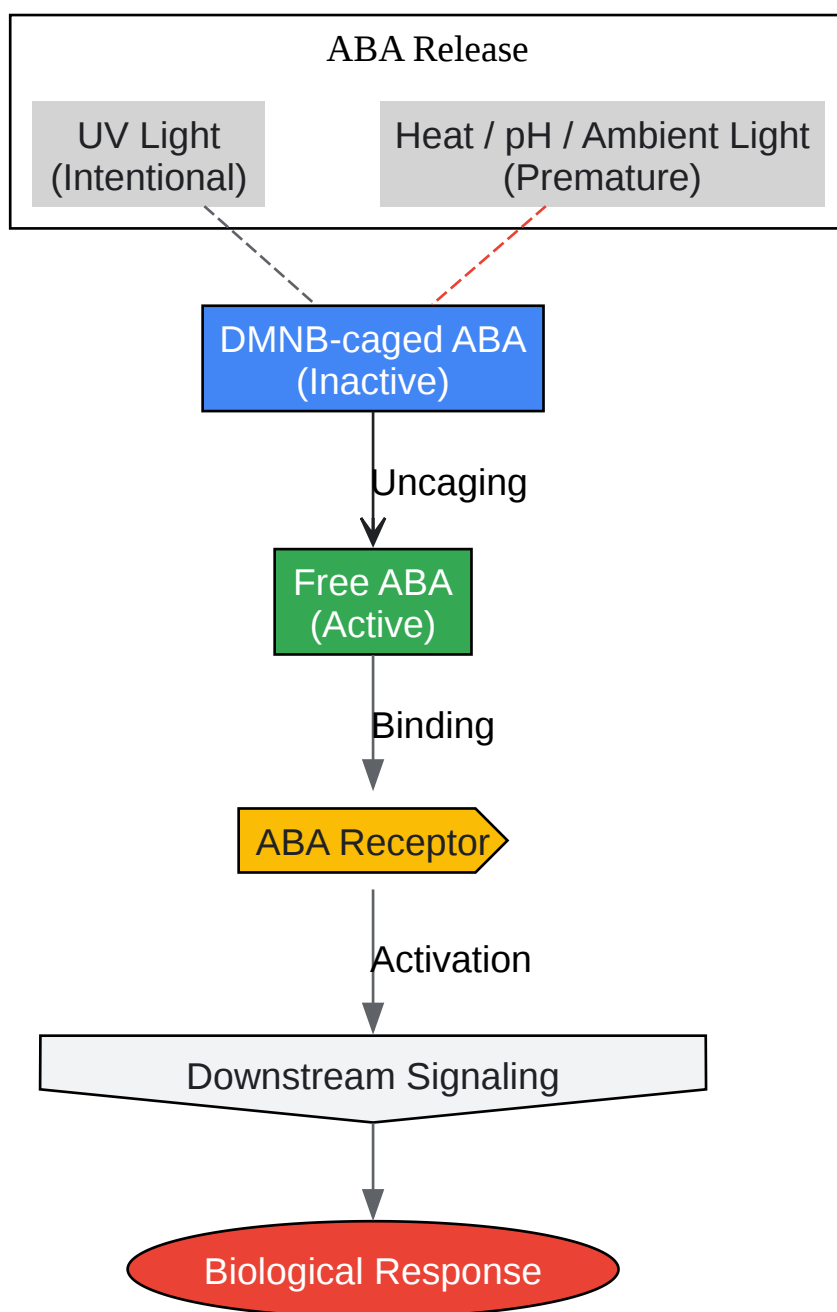 ABA Release
UV Light
(Intentional)
Heat / pH / Ambient Light
(Premature)
DMNB-caged ABA
(Inactive)
Uncaging
Free ABA
(Active)
Binding
ABA Receptor
Activation
Downstream Signaling
Biological Response